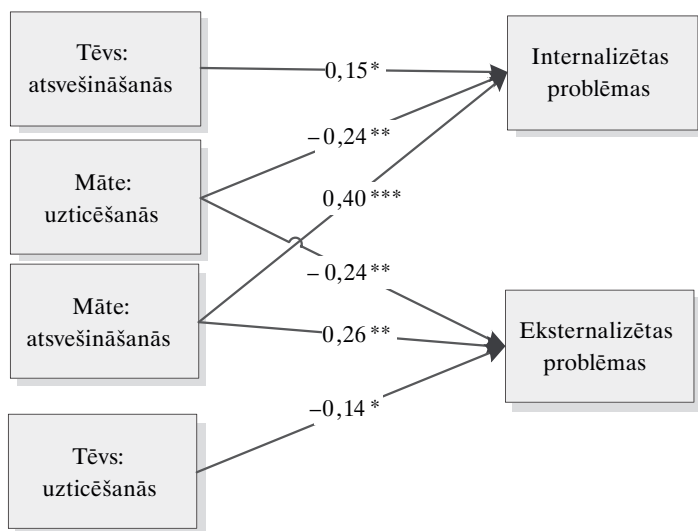 Tēvs:
atsvešināšanās
0,15*
Internalizētas
problēmas
–0,24**
Māte:
uzticēšanās
0,40***
–0,24**
Māte:
atsvešināšanās
0,26**
Eksternalizētas
problēmas
–0,14*
Tēvs:
uzticēšanās